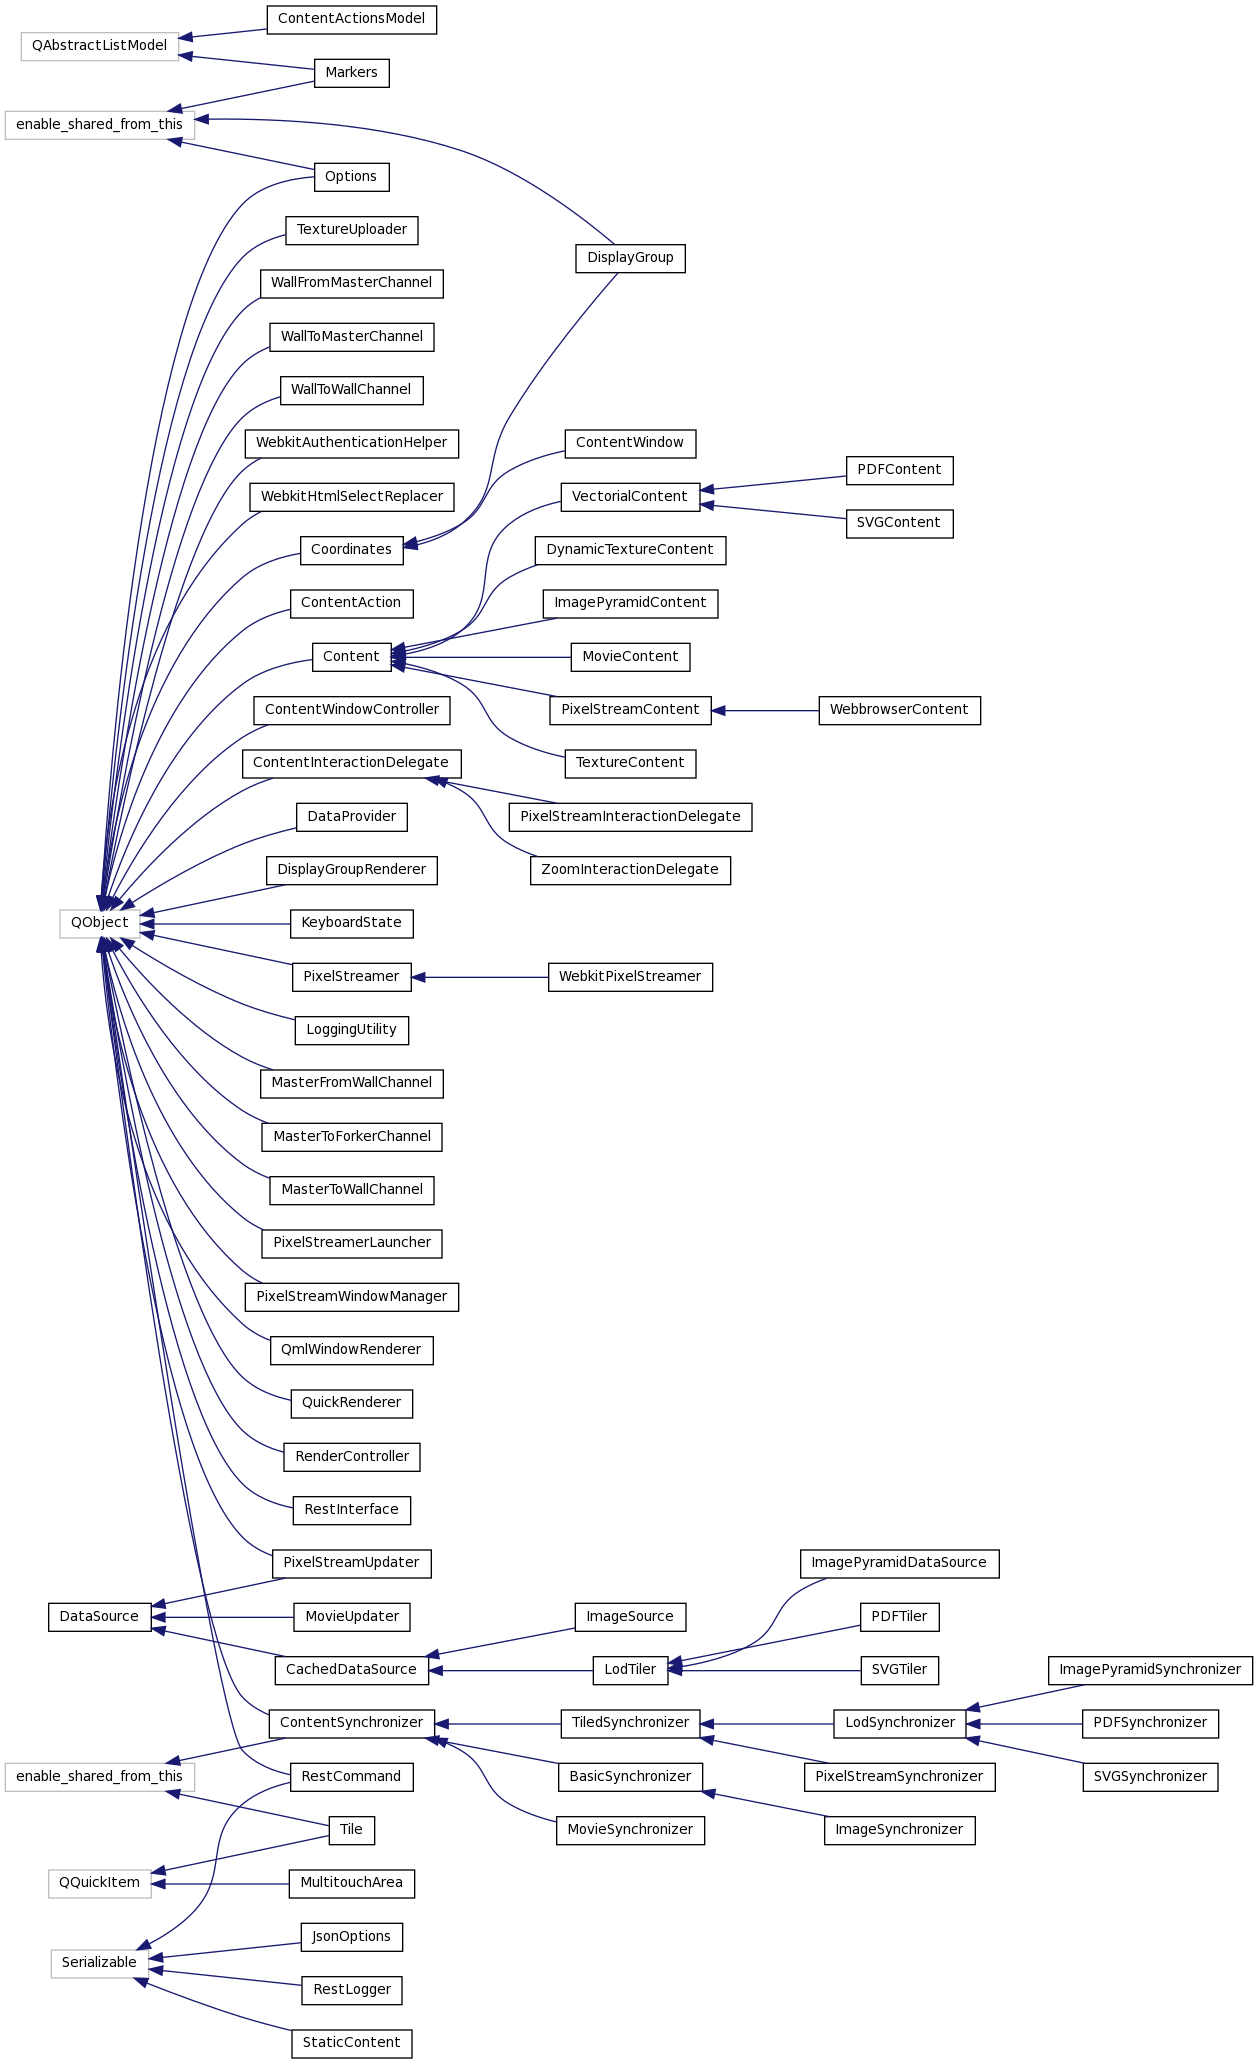 ContentActionsModel
QAbstractListModel
Markers
enable_shared_from_this
Options
TextureUploader
DisplayGroup
WallFromMasterChannel
WallToMasterChannel
WallToWallChannel
WebkitAuthenticationHelper
ContentWindow
PDFContent
WebkitHtmlSelectReplacer
VectorialContent
SVGContent
Coordinates
DynamicTextureContent
ContentAction
ImagePyramidContent
Content
MovieContent
ContentWindowController
PixelStreamContent
WebbrowserContent
ContentInteractionDelegate
TextureContent
DataProvider
PixelStreamInteractionDelegate
DisplayGroupRenderer
ZoomInteractionDelegate
QObject
KeyboardState
PixelStreamer
WebkitPixelStreamer
LoggingUtility
MasterFromWallChannel
MasterToForkerChannel
MasterToWallChannel
PixelStreamerLauncher
PixelStreamWindowManager
QmlWindowRenderer
QuickRenderer
RenderController
RestInterface
PixelStreamUpdater
ImagePyramidDataSource
DataSource
MovieUpdater
ImageSource
PDFTiler
CachedDataSource
LodTiler
SVGTiler
ImagePyramidSynchronizer
ContentSynchronizer
TiledSynchronizer
LodSynchronizer
PDFSynchronizer
enable_shared_from_this
RestCommand
BasicSynchronizer
PixelStreamSynchronizer
SVGSynchronizer
Tile
MovieSynchronizer
ImageSynchronizer
QQuickItem
MultitouchArea
JsonOptions
Serializable
RestLogger
StaticContent